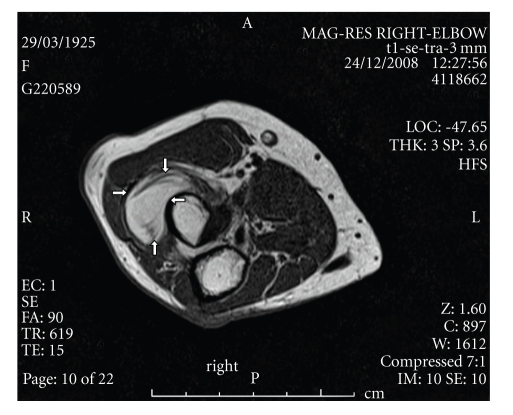 A
29/03/1925
F
G220589
MAG-RES RIGHT-ELBOW
t1-se-tra-3 mm
24/12/2008 12:27:56
4118662
LOC: -47.65
THK: 3 SP: 3.6
HFS
R
L
EC: 1
SE
FA: 90
TR: 619
TE: 15
Page: 10 of 22
Z: 1.60
C: 897
W: 1612
Compressed 7:1
IM: 10 SE: 10
right
P
cm